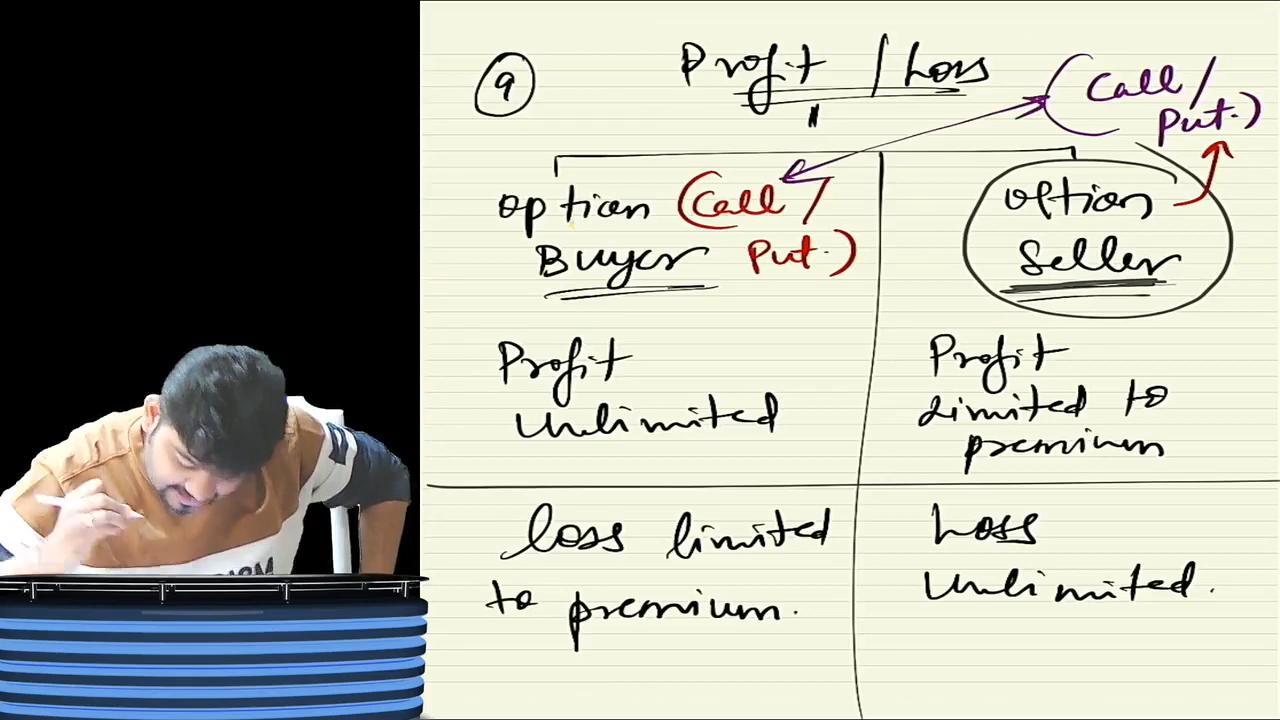 9
Profit / Loss
(Call /
Put.)
option (Call /
Buyer Put.)
option
Seller
Profit
Unlimited
Profit
Limited to
premium
loss limited
to premium.
Loss
Unlimited.